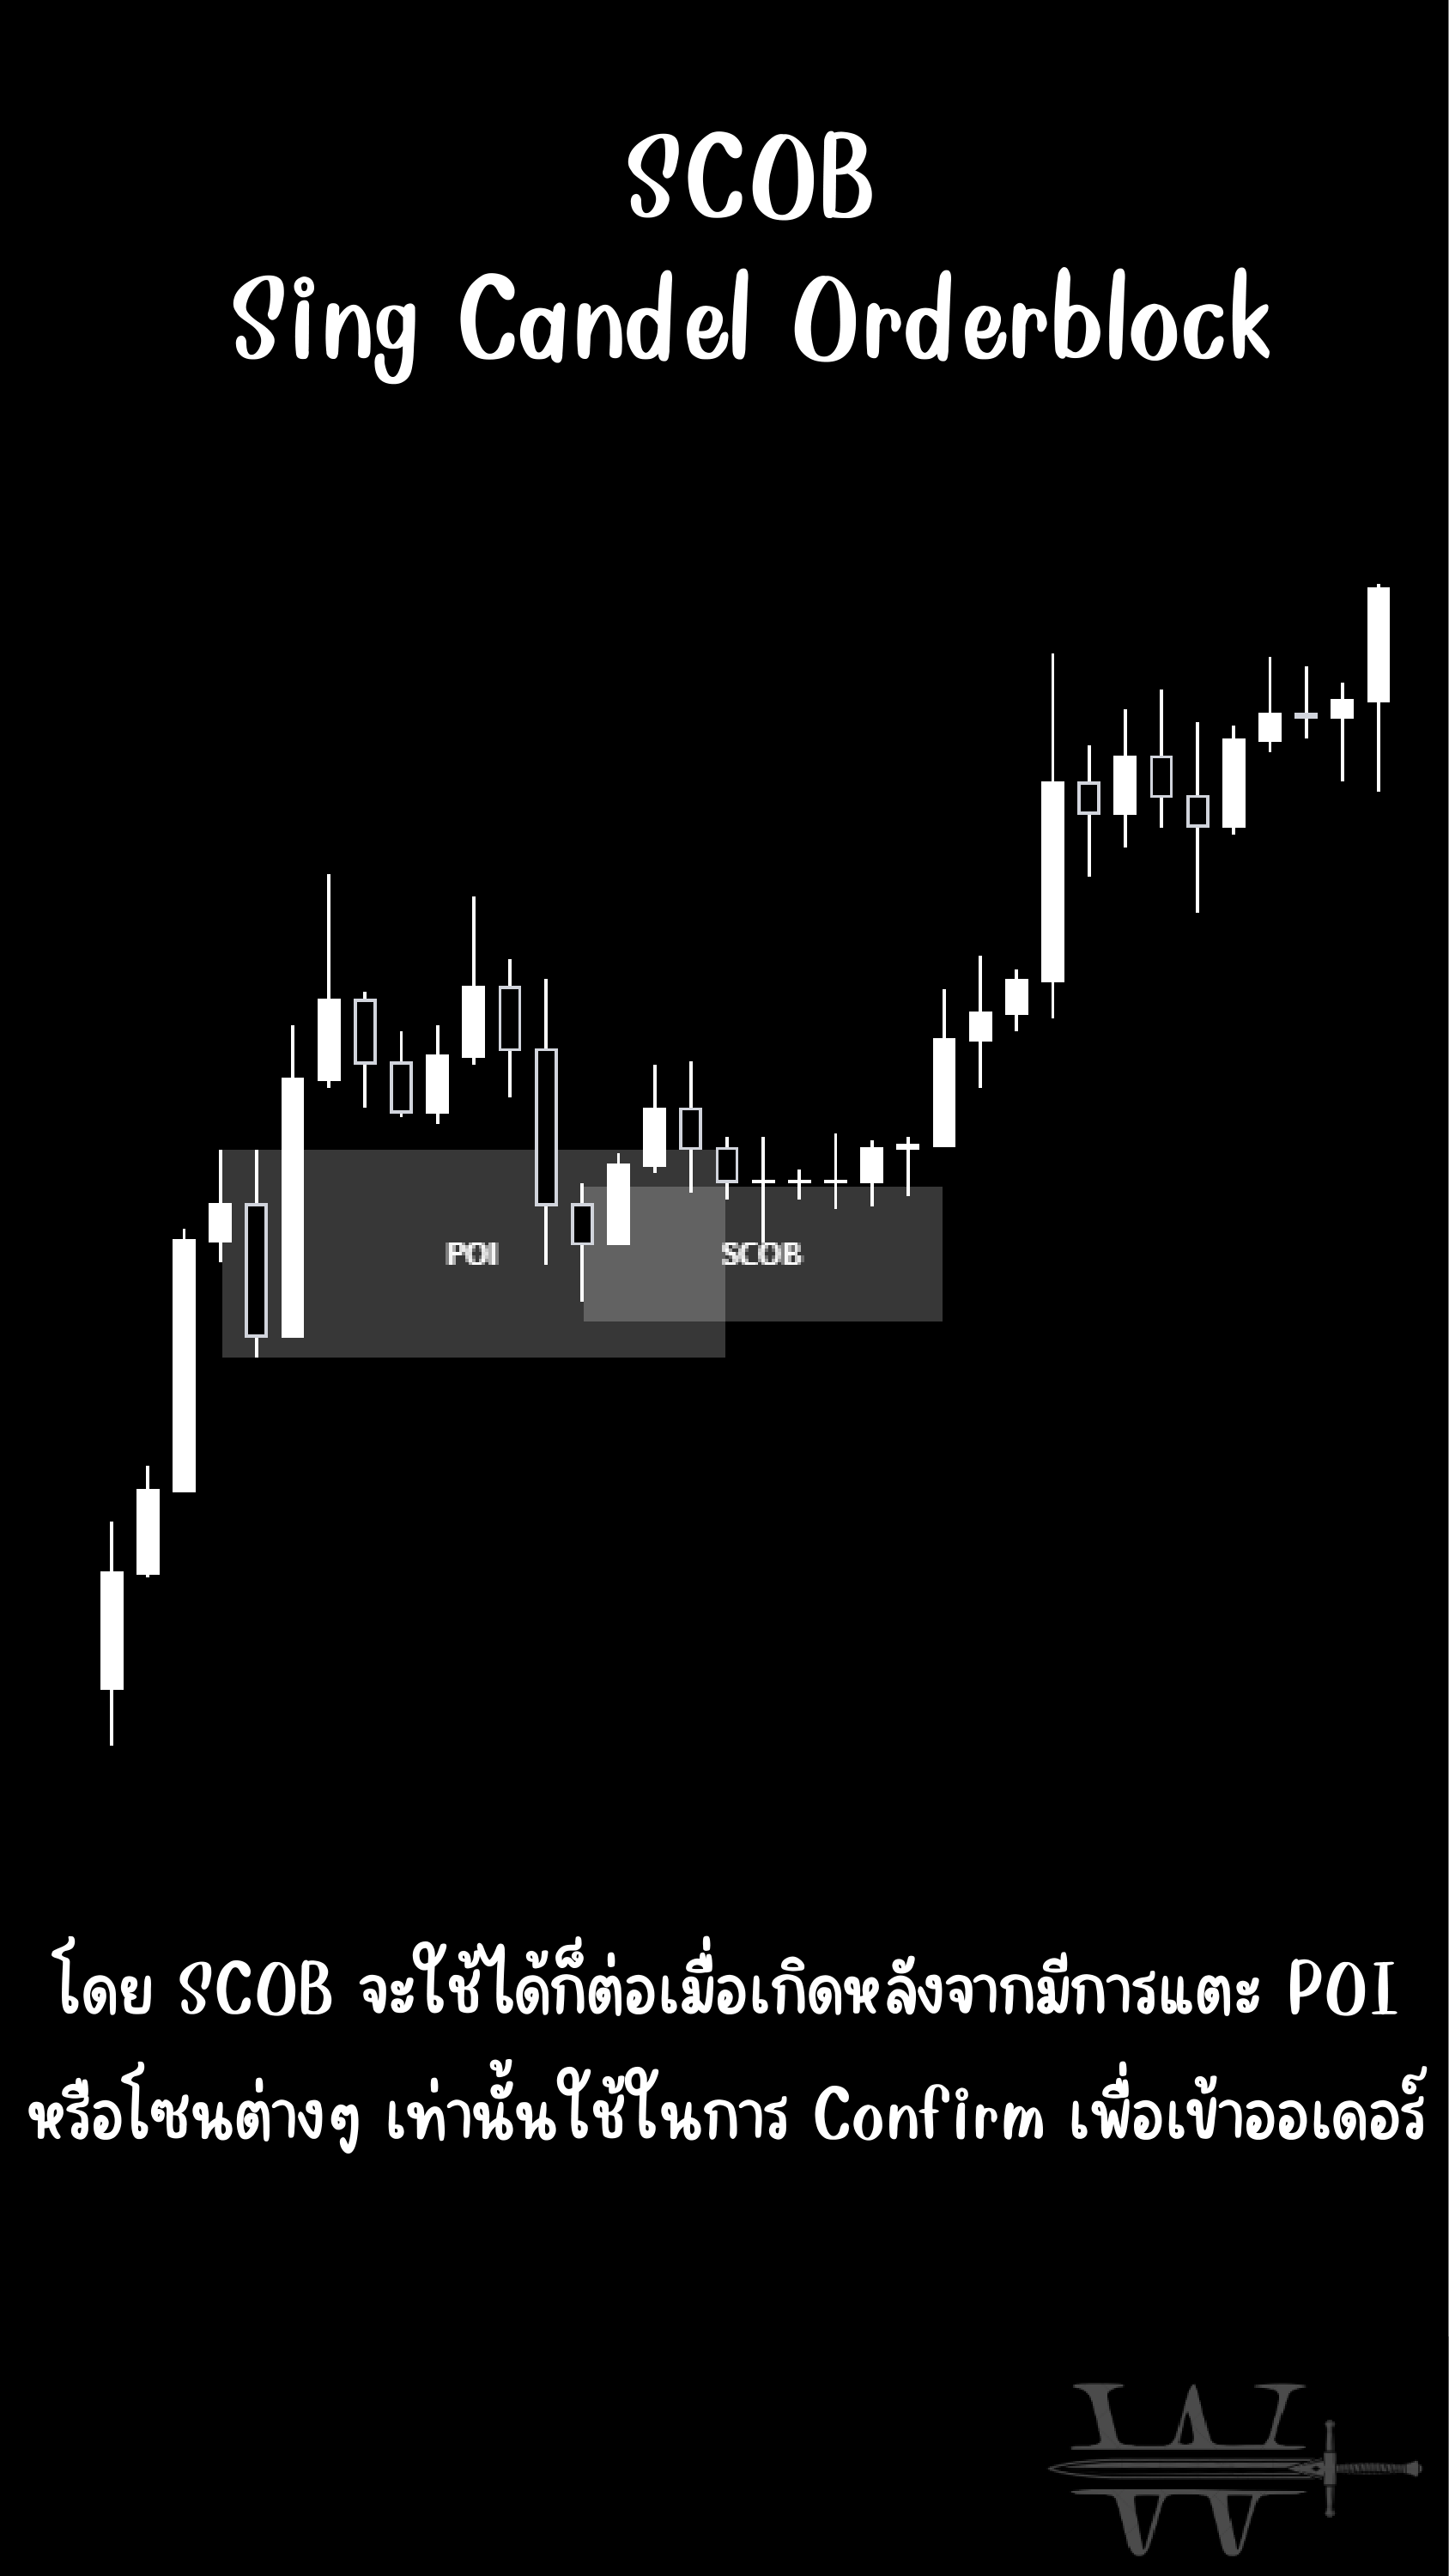 SCOB
Sing Candel Orderblock
POI
SCOB
โดย SCOB จะใช้ได้ก็ต่อเมื่อเกิดหลังจากมีการแตะ POI
หรือโซนต่างๆ เท่านั้นใช้ในการ Confirm เพื่อเข้าออเดอร์
W